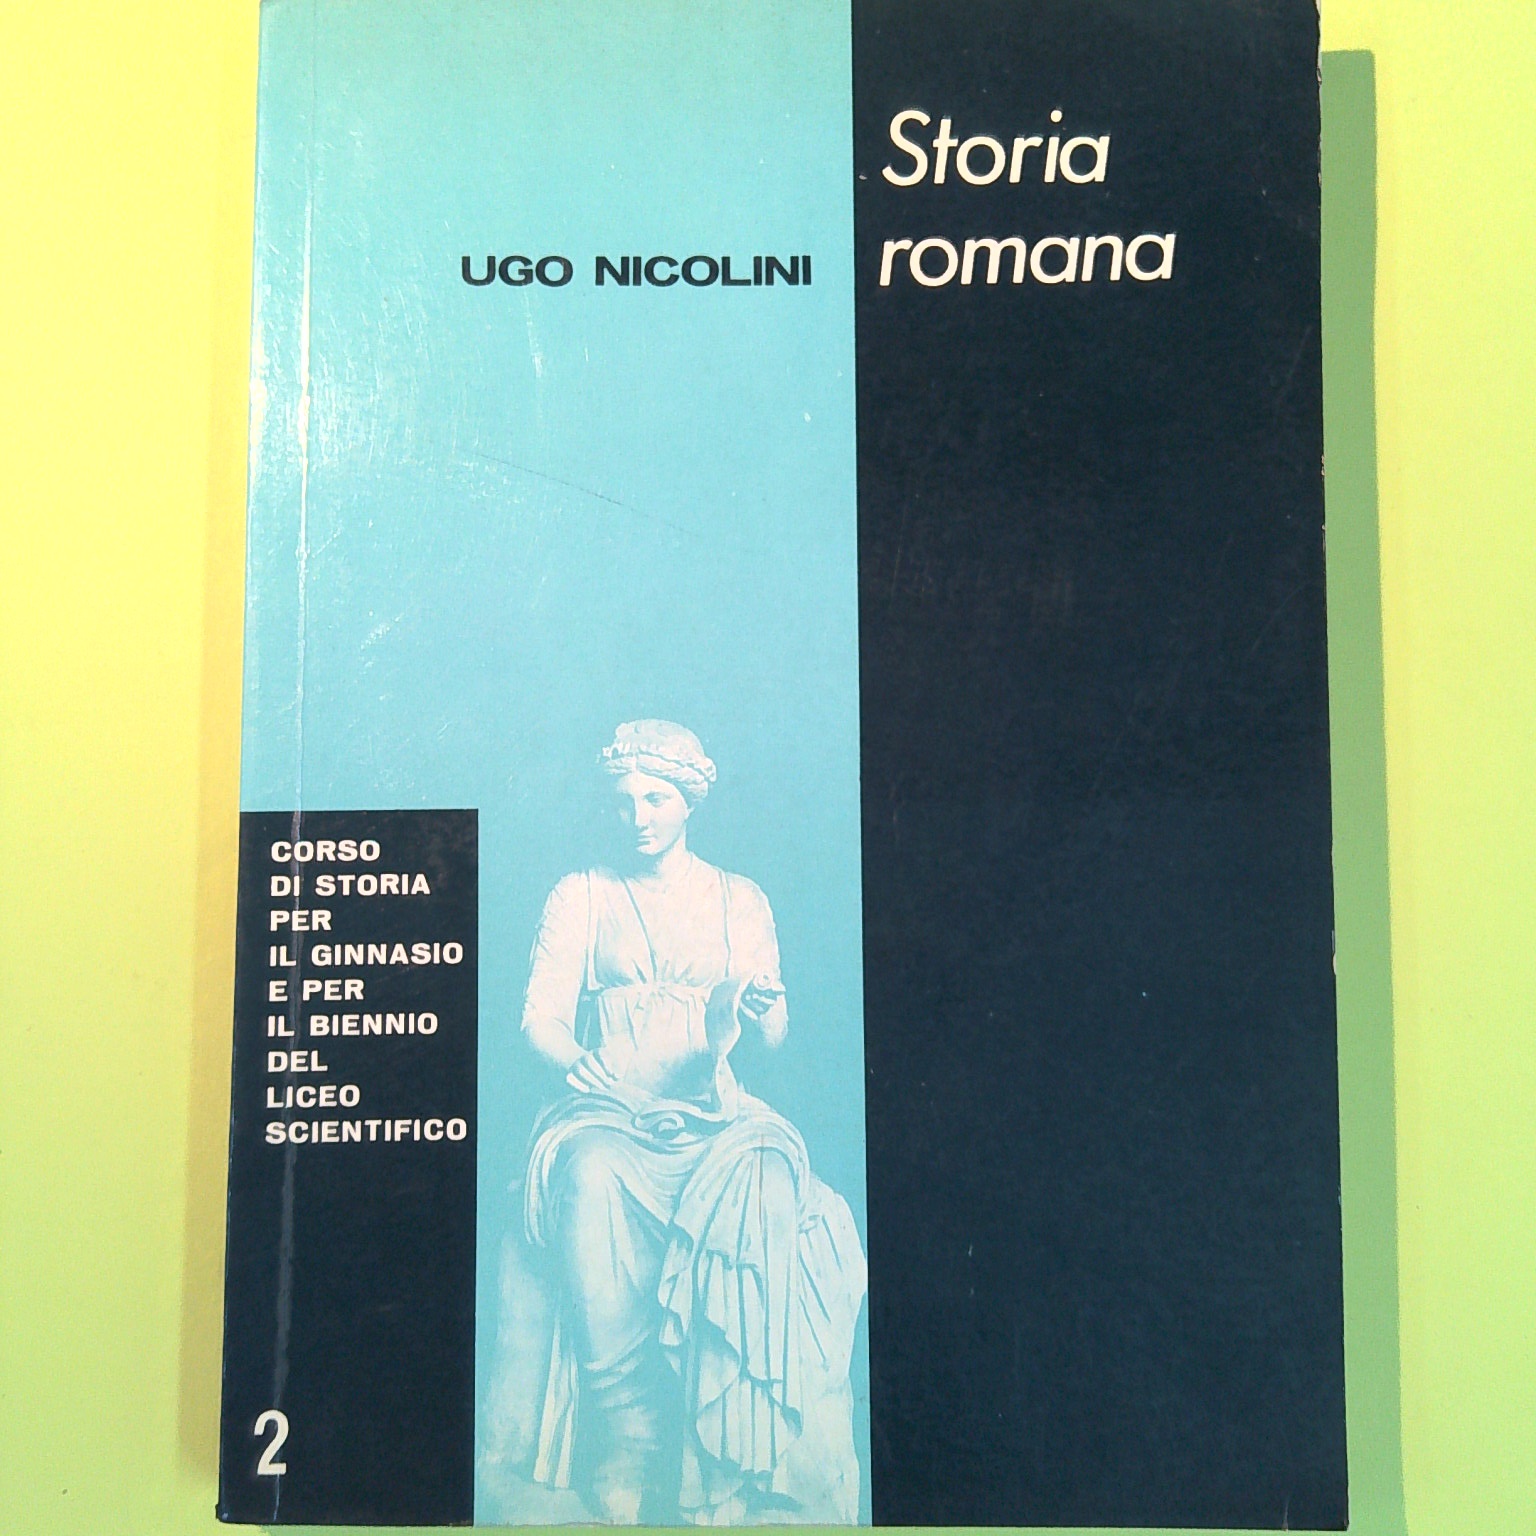 Storia
romana
UGO NICOLINI
CORSO
DI STORIA
PER
IL GINNASIO
E PER
IL BIENNIO
DEL
LICEO
SCIENTIFICO
2